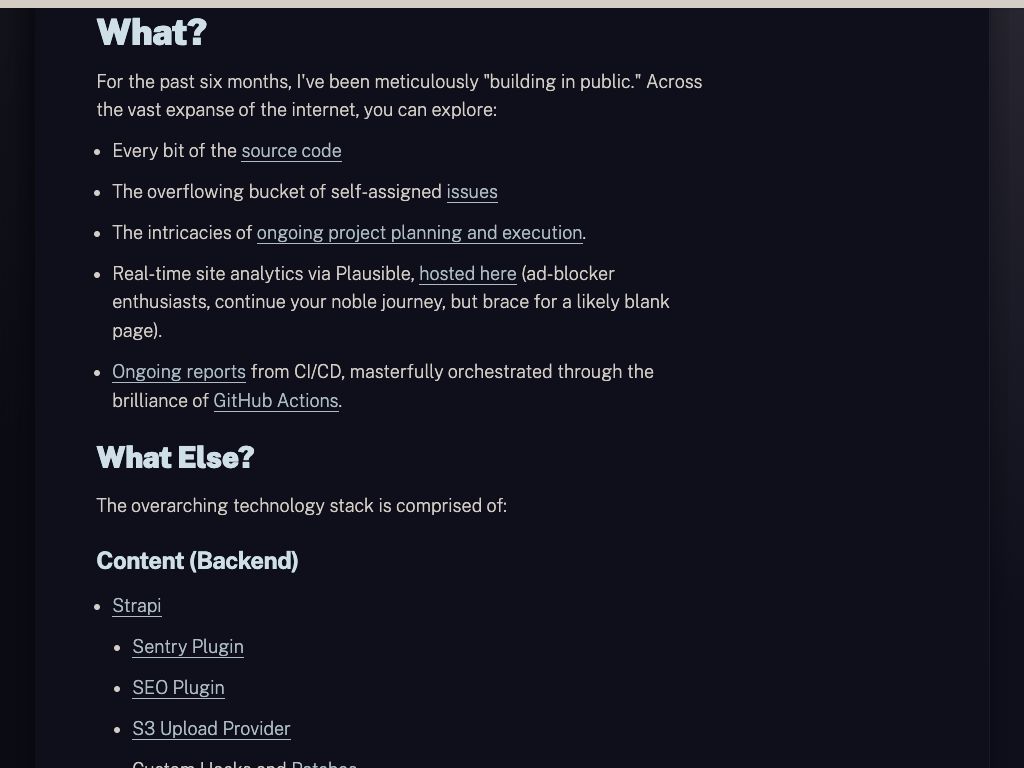 What?
For the past six months, I've been meticulously "building in public." Across
the vast expanse of the internet, you can explore:
Every bit of the source code
The overflowing bucket of self-assigned issues
The intricacies of ongoing project planning and execution.
Real-time site analytics via Plausible, hosted here (ad-blocker
enthusiasts, continue your noble journey, but brace for a likely blank
page).
Ongoing reports from CI/CD, masterfully orchestrated through the
brilliance of GitHub Actions.
What Else?
The overarching technology stack is comprised of:
Content (Backend)
Strapi
Sentry Plugin
SEO Plugin
S3 Upload Provider
Custom Hooks and Patches